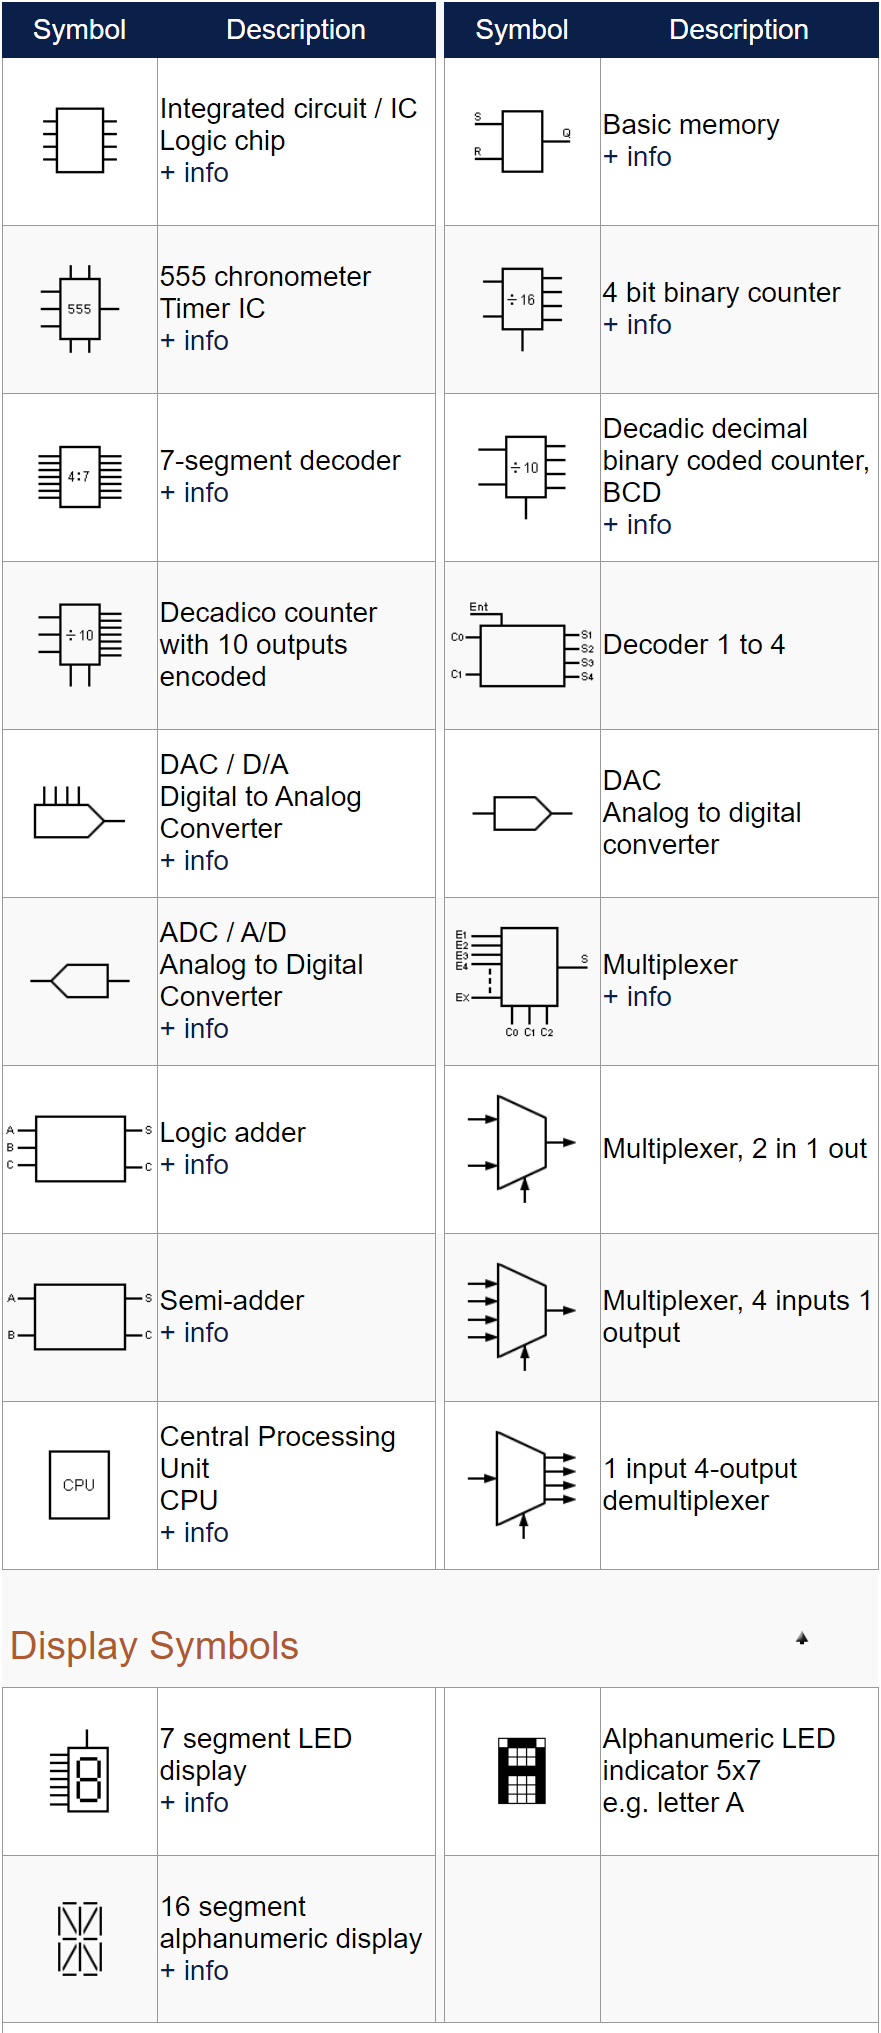 Symbol Description Symbol Description
Integrated circuit / IC
Logic chip
+ info
S
R
Q
Basic memory
+ info
555
555 chronometer
Timer IC
+ info
÷16
4 bit binary counter
+ info
4:7
7-segment decoder
+ info
÷10
Decadic decimal
binary coded counter,
BCD
+ info
÷10
Decadico counter
with 10 outputs
encoded
Ent
C0
C1
S1
S2
S3
S4
Decoder 1 to 4
DAC / D/A
Digital to Analog
Converter
+ info
DAC
Analog to digital
converter
ADC / A/D
Analog to Digital
Converter
+ info
E1
E2
E3
E4
EX
S
C0 C1 C2
Multiplexer
+ info
A
B
C
S
C
Logic adder
+ info
Multiplexer, 2 in 1 out
A
B
S
C
Semi-adder
+ info
Multiplexer, 4 inputs 1
output
CPU
Central Processing
Unit
CPU
+ info
1 input 4-output
demultiplexer
Display Symbols
8
7 segment LED
display
+ info
A
Alphanumeric LED
indicator 5x7
e.g. letter A
16 segment
alphanumeric display
+ info